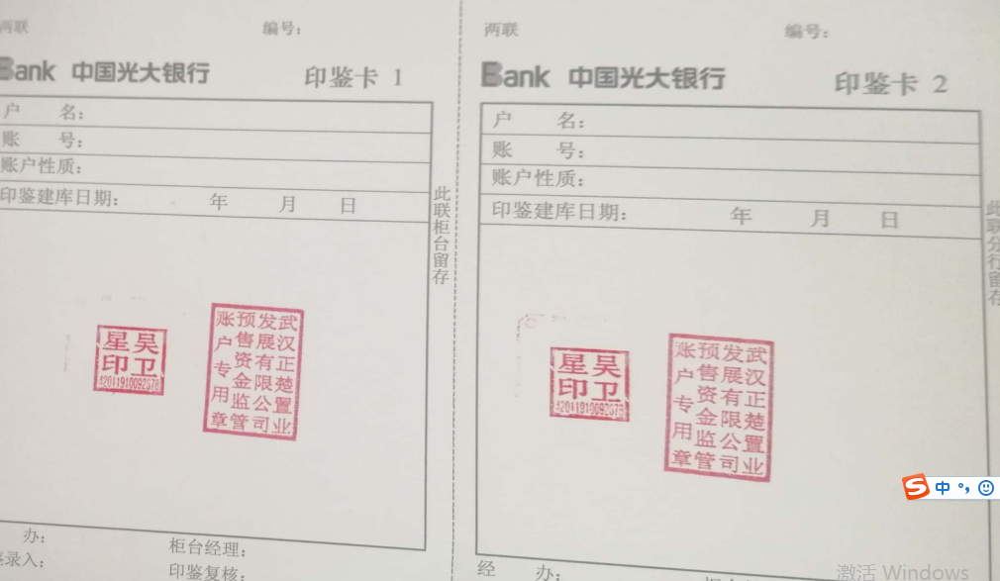 两联
编号：
Bank 中国光大银行
印鉴卡 1
户 名：
账 号：
账户性质：
印鉴建库日期： 年 月 日
此联柜台留存
吴卫
星印
武汉正楚置业
发展有限公司
预售资金监管
账户专用章
办：
柜台经理：
录入：
印鉴复核：
两联
编号：
Bank 中国光大银行
印鉴卡 2
户 名：
账 号：
账户性质：
印鉴建库日期： 年 月 日
此联分行留存
吴卫
星印
武汉正楚置业
发展有限公司
预售资金监管
账户专用章
经 办：
中
激活 Windows